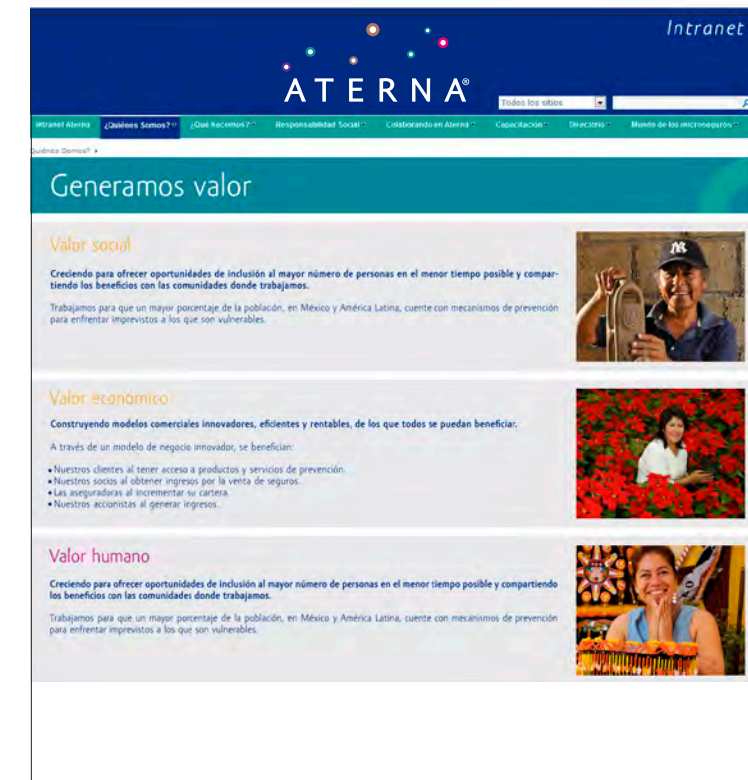 Intranet
ATERNA®
Todos los sitios
Intranet Aterna ¿Quiénes Somos? ¿Qué hacemos? Responsabilidad Social Colaborando en Aterna Capacitación Directorio Mundo de los microseguros
Quiénes Somos?
Generamos valor
Valor social
Creciendo para ofrecer oportunidades de inclusión al mayor número de personas en el menor tiempo posible y compar-
tiendo los beneficios con las comunidades donde trabajamos.
Trabajamos para que un mayor porcentaje de la población, en México y América Latina, cuente con mecanismos de prevención
para enfrentar imprevistos a los que son vulnerables.
Valor económico
Construyendo modelos comerciales innovadores, eficientes y rentables, de los que todos se puedan beneficiar.
A través de un modelo de negocio innovador, se benefician:
• Nuestros clientes al tener acceso a productos y servicios de prevención.
• Nuestros socios al obtener ingresos por la venta de seguros.
• Las aseguradoras al incrementar su cartera.
• Nuestros accionistas al generar ingresos.
Valor humano
Creciendo para ofrecer oportunidades de inclusión al mayor número de personas en el menor tiempo posible y compartiendo
los beneficios con las comunidades donde trabajamos.
Trabajamos para que un mayor porcentaje de la población, en México y América Latina, cuente con mecanismos de prevención
para enfrentar imprevistos a los que son vulnerables.